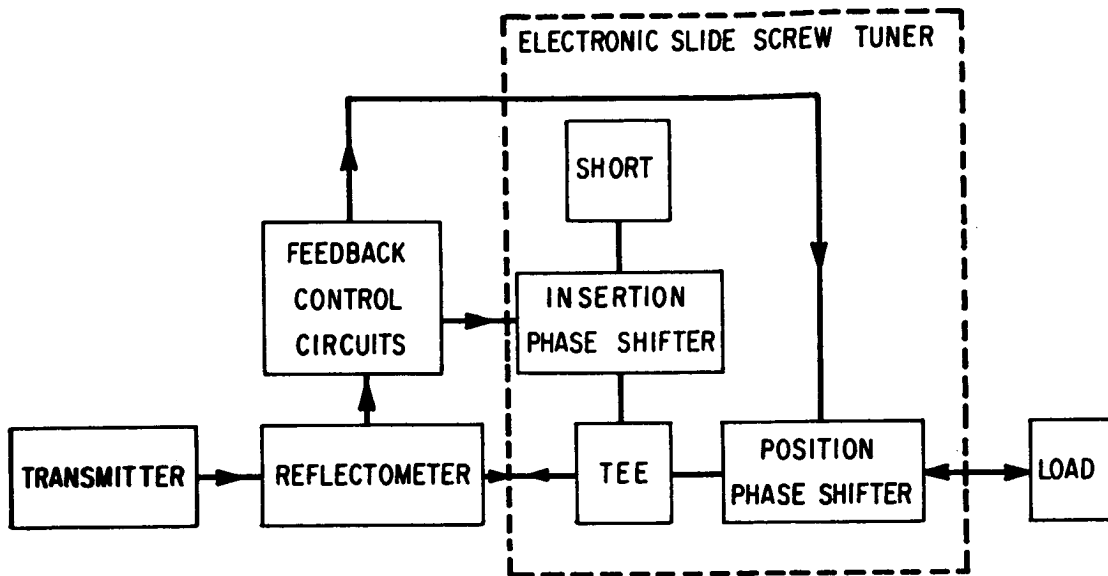 ELECTRONIC SLIDE SCREW TUNER
SHORT
FEEDBACK
CONTROL
CIRCUITS
INSERTION
PHASE SHIFTER
TRANSMITTER
REFLECTOMETER
TEE
POSITION
PHASE SHIFTER
LOAD